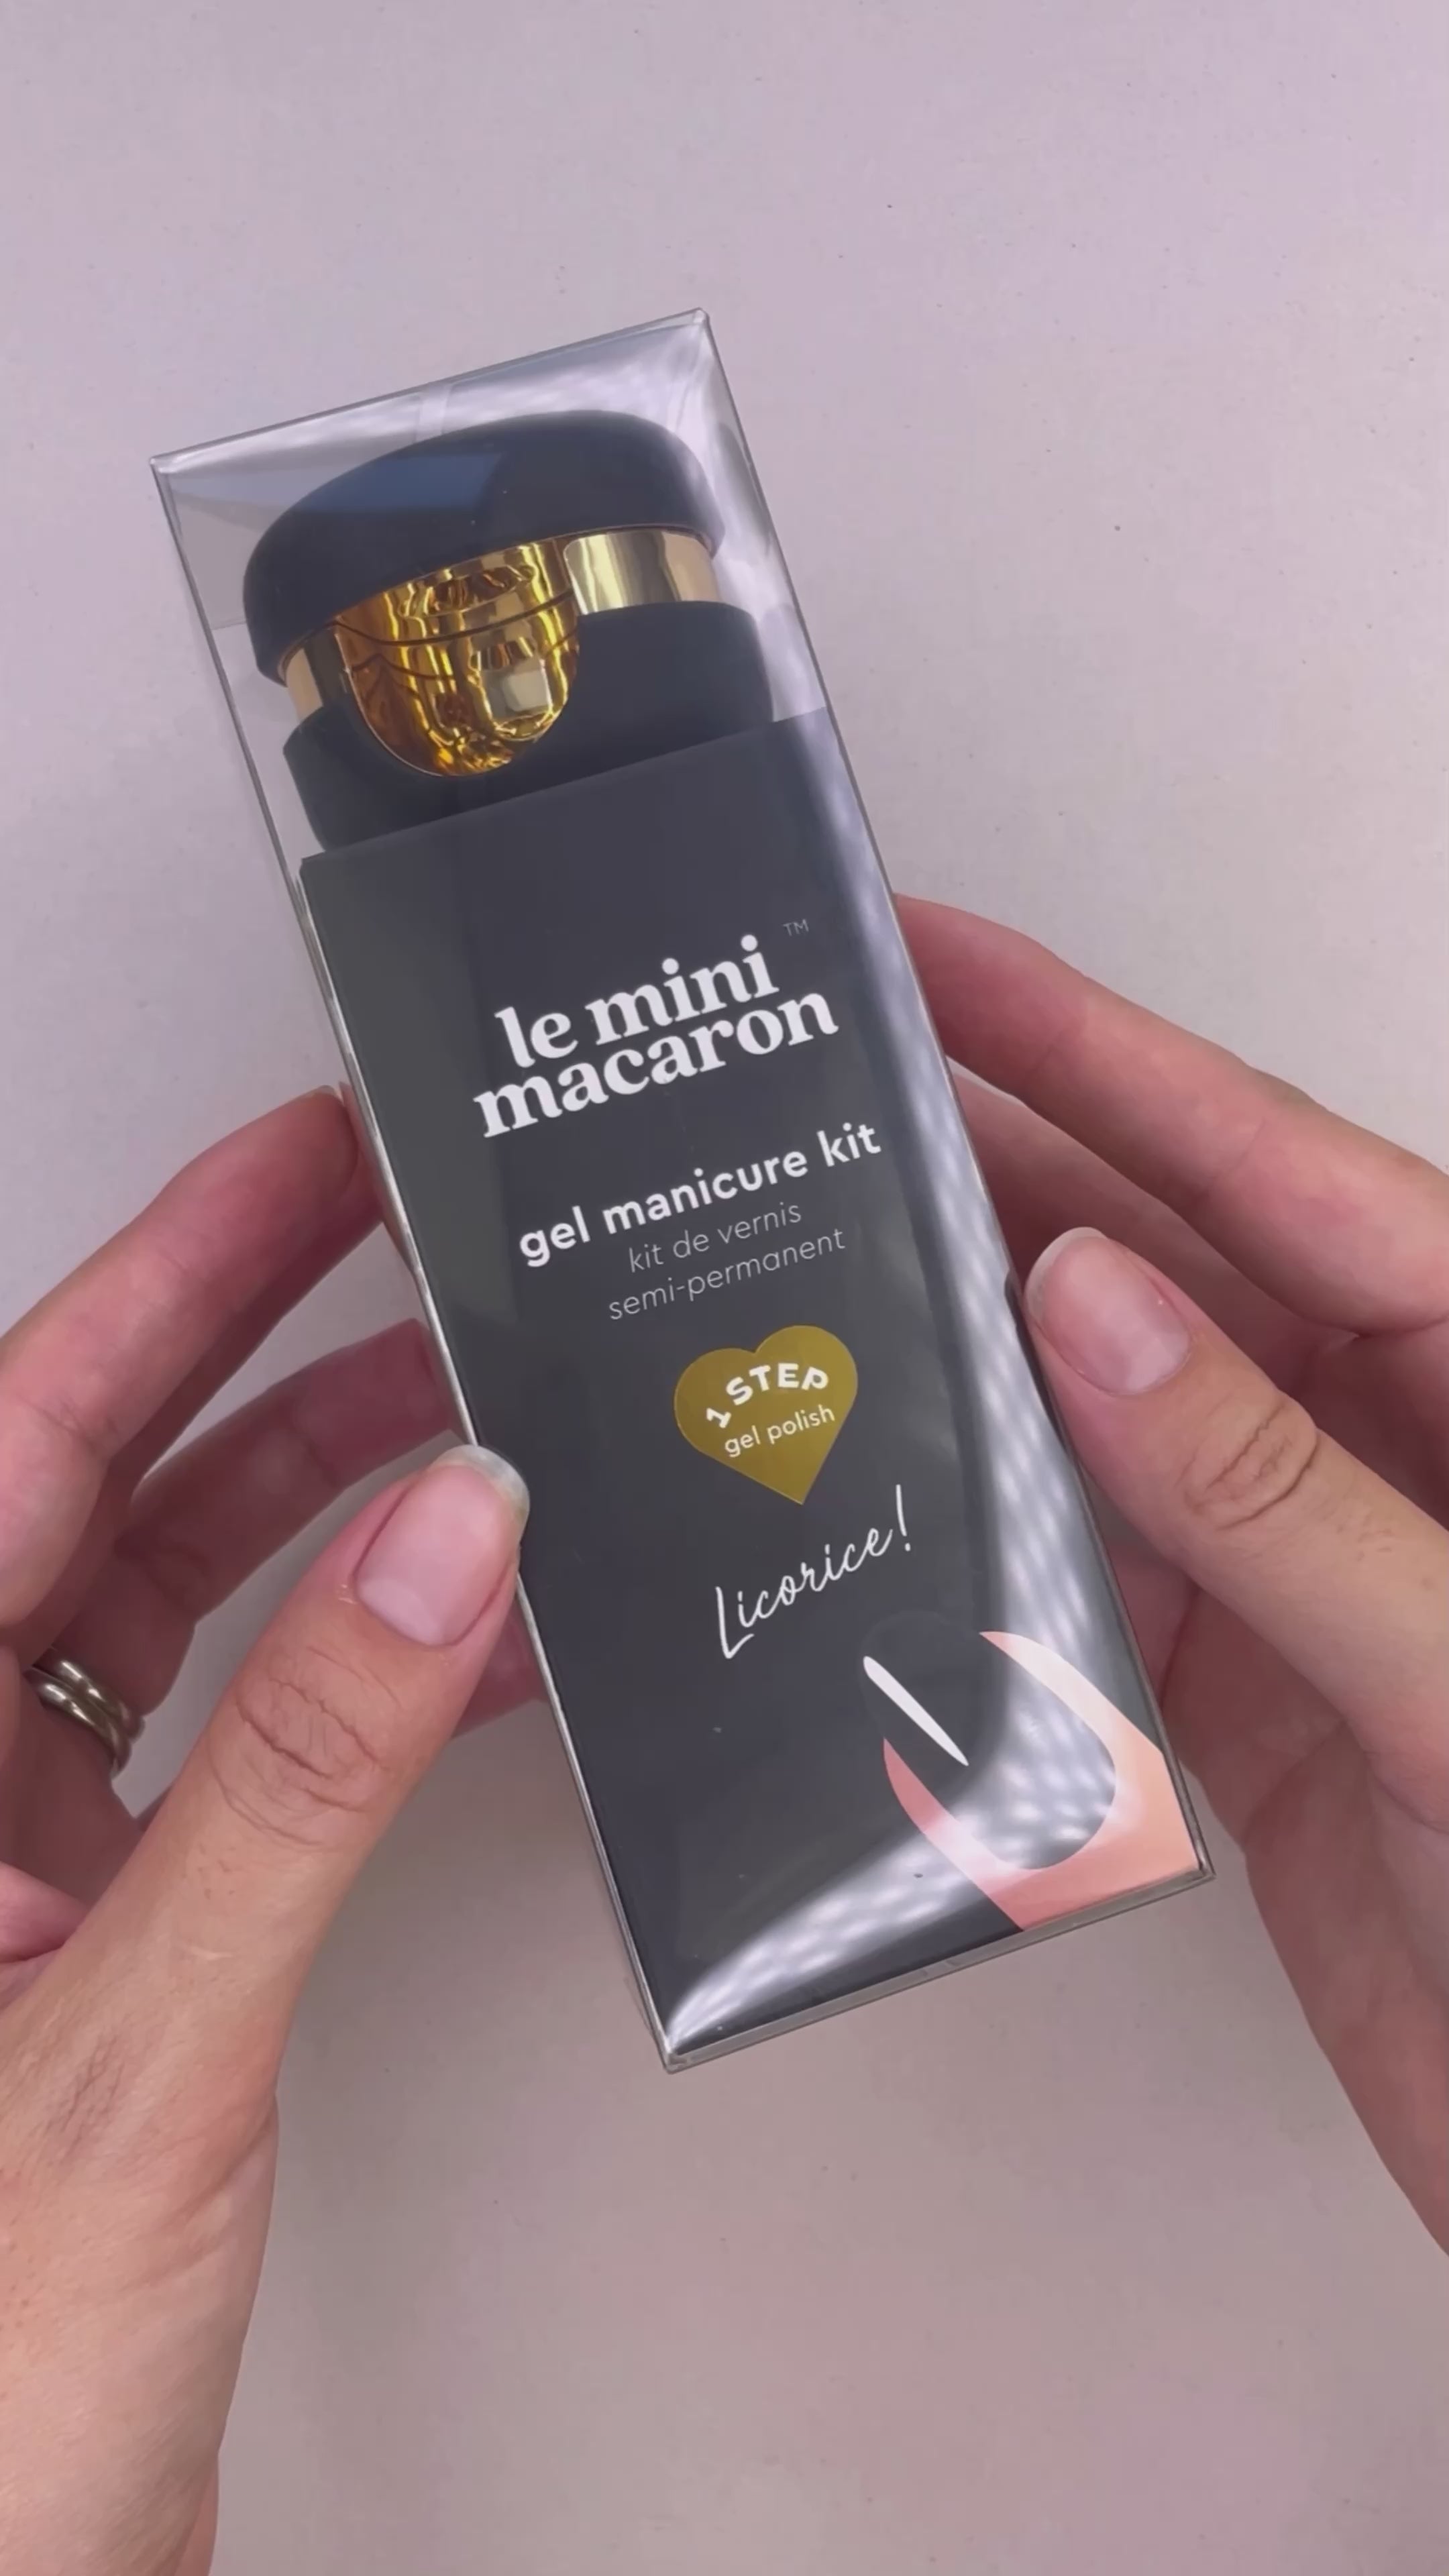 le mini ™
macaron
gel manicure kit
kit de vernis
semi-permanent
1 STEP
gel polish
Licorice!